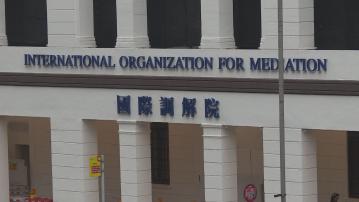 INTERNATIONAL ORGANIZATION FOR MEDIATION
國際調解院